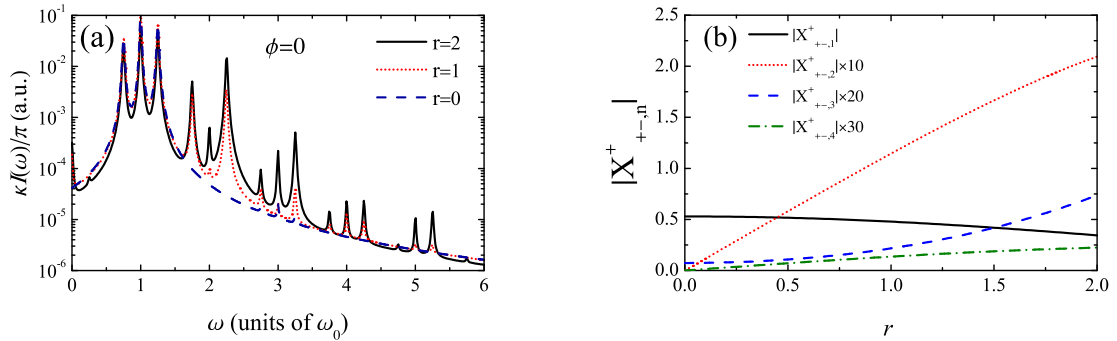 (a)
ϕ=0
r=2
r=1
r=0
κI(ω)/π (a.u.)
10⁻¹
10⁻²
10⁻³
10⁻⁴
10⁻⁵
10⁻⁶
0 1 2 3 4 5 6
ω (units of ω₀)
(b)
|X⁺₊₋,₁|
|X⁺₊₋,₂|×10
|X⁺₊₋,₃|×20
|X⁺₊₋,₄|×30
|X⁺₊₋,ₙ|
2.5
2.0
1.5
1.0
0.5
0.0
0.0 0.5 1.0 1.5 2.0
r